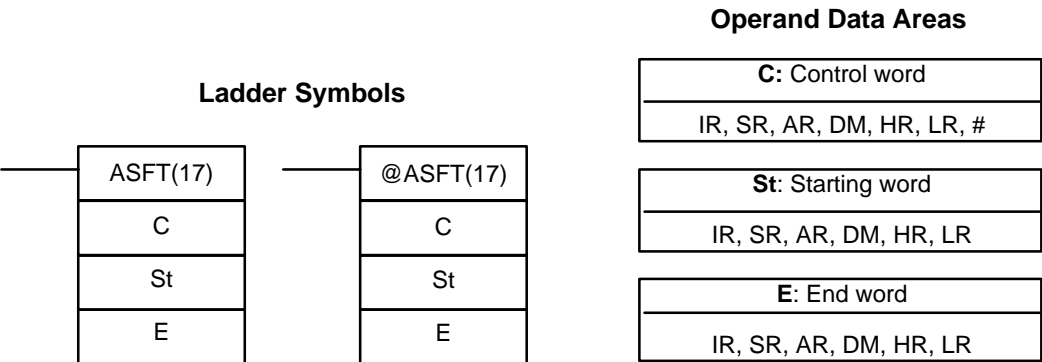 Operand Data Areas
Ladder Symbols
C: Control word
IR, SR, AR, DM, HR, LR, #
ASFT(17)
@ASFT(17)
St: Starting word
C
C
IR, SR, AR, DM, HR, LR
St
St
E: End word
E
E
IR, SR, AR, DM, HR, LR